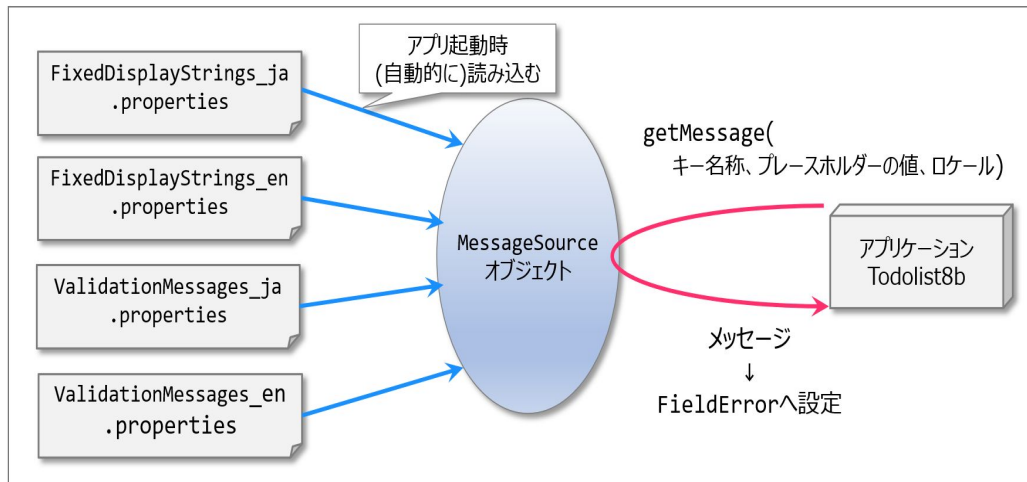 FixedDisplayStrings_ja
.properties
アプリ起動時
(自動的に)読み込む
FixedDisplayStrings_en
.properties
ValidationMessages_ja
.properties
ValidationMessages_en
.properties
MessageSource
オブジェクト
getMessage(
キー名称、プレースホルダーの値、ロケール)
アプリケーション
Todolist8b
メッセージ
↓
FieldErrorへ設定